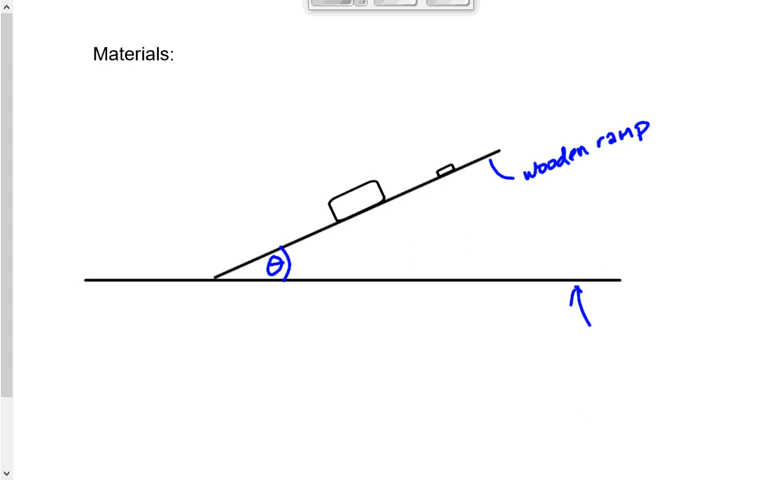 Materials:
wooden ramp
θ